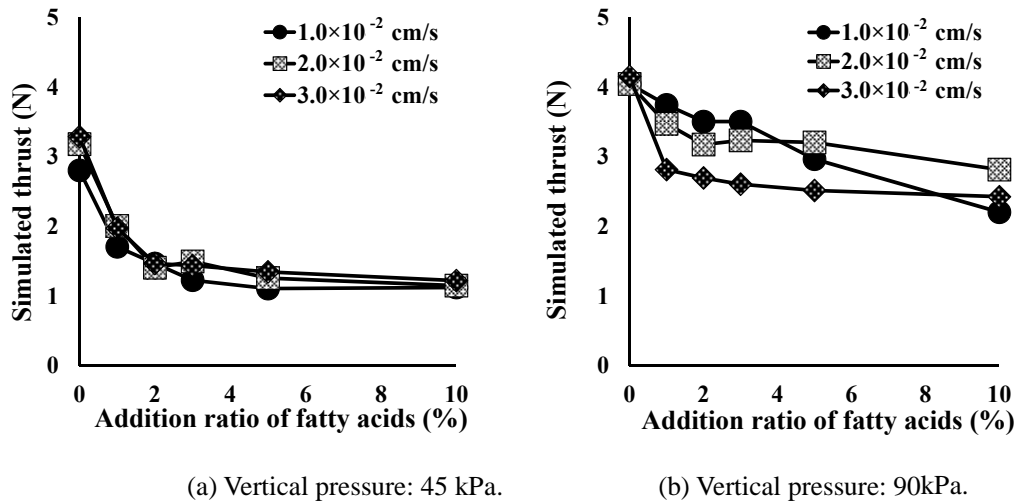 5
4
3
2
1
0
Simulated thrust (N)
1.0×10 -2 cm/s
2.0×10 -2 cm/s
3.0×10 -2 cm/s
0 2 4 6 8 10
Addition ratio of fatty acids (%)
(a) Vertical pressure: 45 kPa.
5
4
3
2
1
0
Simulated thrust (N)
1.0×10 -2 cm/s
2.0×10 -2 cm/s
3.0×10 -2 cm/s
0 2 4 6 8 10
Addition ratio of fatty acids (%)
(b) Vertical pressure: 90kPa.